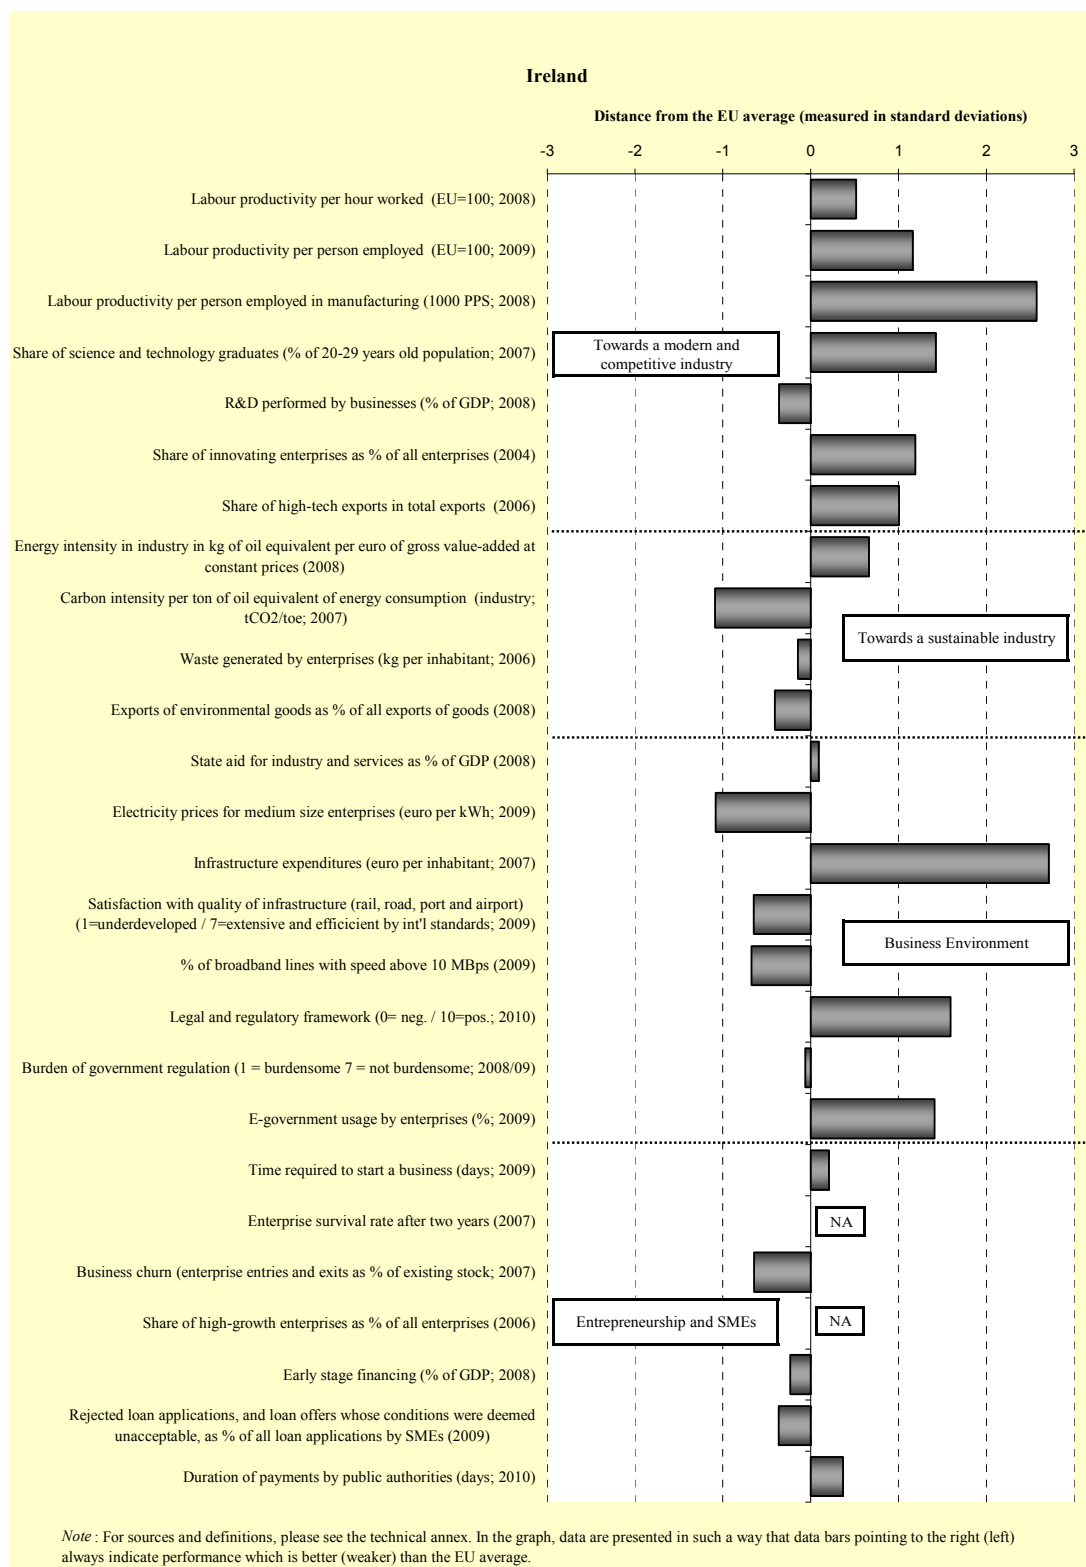 Ireland
Distance from the EU average (measured in standard deviations)
-3 -2 -1 0 1 2 3
Labour productivity per hour worked (EU=100; 2008)
Labour productivity per person employed (EU=100; 2009)
Labour productivity per person employed in manufacturing (1000 PPS; 2008)
Share of science and technology graduates (% of 20-29 years old population; 2007)
Towards a modern and
competitive industry
R&D performed by businesses (% of GDP; 2008)
Share of innovating enterprises as % of all enterprises (2004)
Share of high-tech exports in total exports (2006)
Energy intensity in industry in kg of oil equivalent per euro of gross value-added at
constant prices (2008)
Carbon intensity per ton of oil equivalent of energy consumption (industry;
tCO2/toe; 2007)
Towards a sustainable industry
Waste generated by enterprises (kg per inhabitant; 2006)
Exports of environmental goods as % of all exports of goods (2008)
State aid for industry and services as % of GDP (2008)
Electricity prices for medium size enterprises (euro per kWh; 2009)
Infrastructure expenditures (euro per inhabitant; 2007)
Satisfaction with quality of infrastructure (rail, road, port and airport)
(1=underdeveloped / 7=extensive and efficicient by int'l standards; 2009)
Business Environment
% of broadband lines with speed above 10 MBps (2009)
Legal and regulatory framework (0= neg. / 10=pos.; 2010)
Burden of government regulation (1 = burdensome 7 = not burdensome; 2008/09)
E-government usage by enterprises (%; 2009)
Time required to start a business (days; 2009)
Enterprise survival rate after two years (2007)
NA
Business churn (enterprise entries and exits as % of existing stock; 2007)
Share of high-growth enterprises as % of all enterprises (2006)
Entrepreneurship and SMEs
NA
Early stage financing (% of GDP; 2008)
Rejected loan applications, and loan offers whose conditions were deemed
unacceptable, as % of all loan applications by SMEs (2009)
Duration of payments by public authorities (days; 2010)
Note : For sources and definitions, please see the technical annex. In the graph, data are presented in such a way that data bars pointing to the right (left)
always indicate performance which is better (weaker) than the EU average.